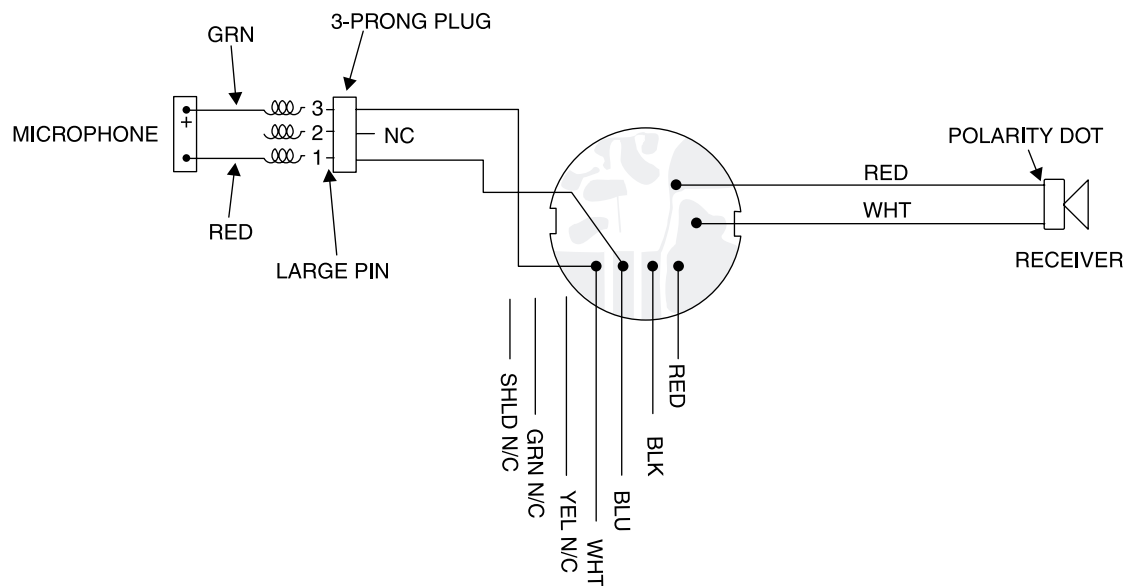 3-PRONG PLUG
GRN
MICROPHONE
+
3
2
1
NC
RED
LARGE PIN
POLARITY DOT
RED
WHT
RECEIVER
SHLD N/C
GRN N/C
YEL N/C
WHT
BLU
BLK
RED